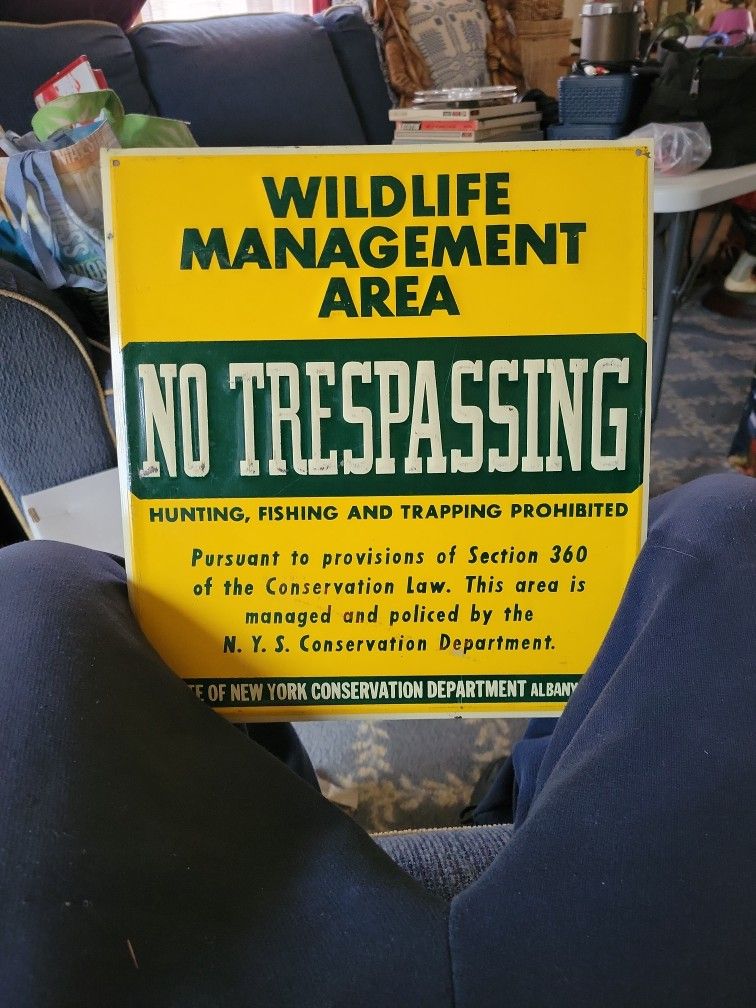 WILDLIFE
MANAGEMENT
AREA
NO TRESPASSING
HUNTING, FISHING AND TRAPPING PROHIBITED
Pursuant to provisions of Section 360
of the Conservation Law. This area is
managed and policed by the
N. Y. S. Conservation Department.
OF NEW YORK CONSERVATION DEPARTMENT ALBANY